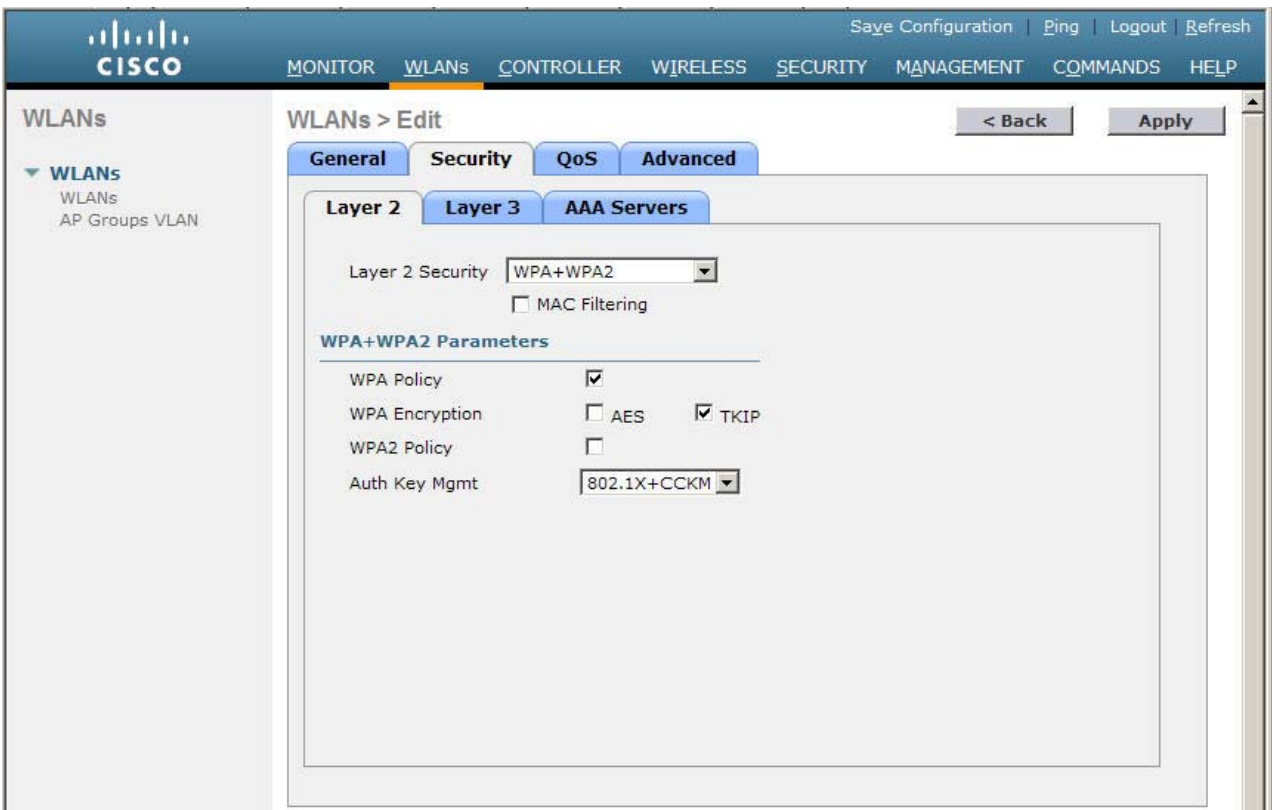 Save Configuration | Ping | Logout | Refresh
CISCO
MONITOR WLANs CONTROLLER WIRELESS SECURITY MANAGEMENT COMMANDS HELP
WLANs
WLANs
WLANs
AP Groups VLAN
WLANs > Edit
< Back
Apply
General Security QoS Advanced
Layer 2 Layer 3 AAA Servers
Layer 2 Security WPA+WPA2
MAC Filtering
WPA+WPA2 Parameters
WPA Policy
WPA Encryption AES TKIP
WPA2 Policy
Auth Key Mgmt 802.1X+CCKM